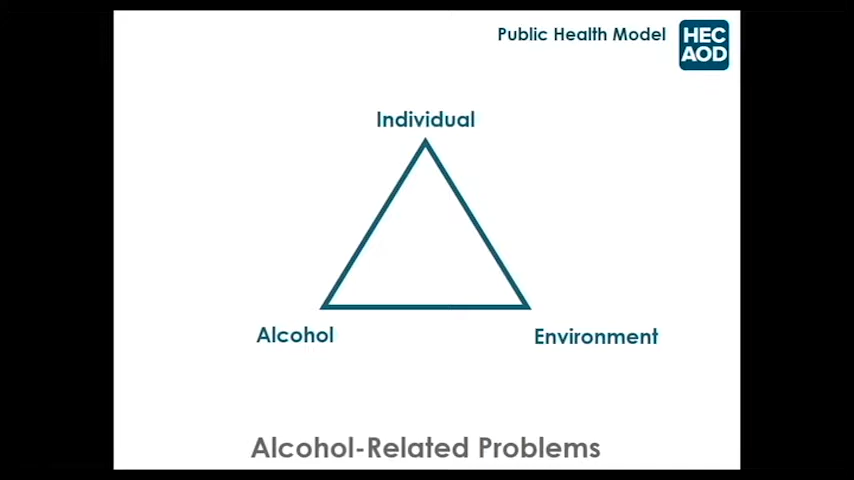 Public Health Model
HEC
AOD
Individual
Alcohol
Environment
Alcohol-Related Problems